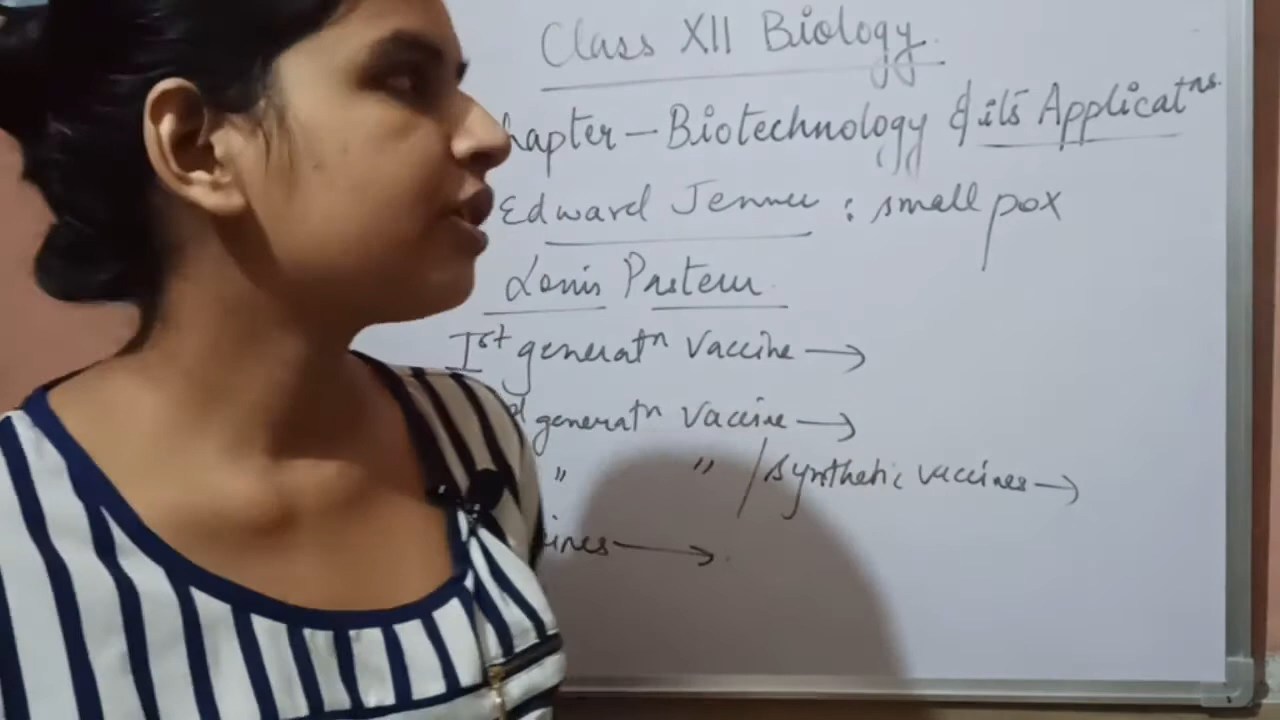 Class XII Biology.
hapter - Biotechnology & its Applicatns.
Edward Jenner : small pox
Louis Pasteur
Ist generatn Vaccine →
generatn Vaccine →
" " / synthetic vaccines →
ines →